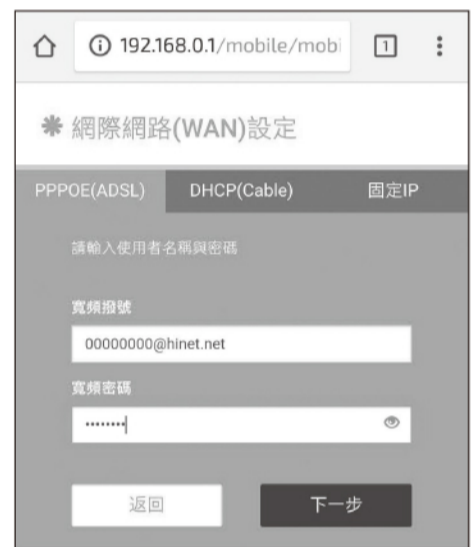 192.168.0.1/mobile/mobi
1
網際網路(WAN)設定
PPPOE(ADSL) DHCP(Cable) 固定IP
請輸入使用者名稱與密碼
寬頻撥號
00000000@hinet.net
寬頻密碼
••••••••
返回 下一步